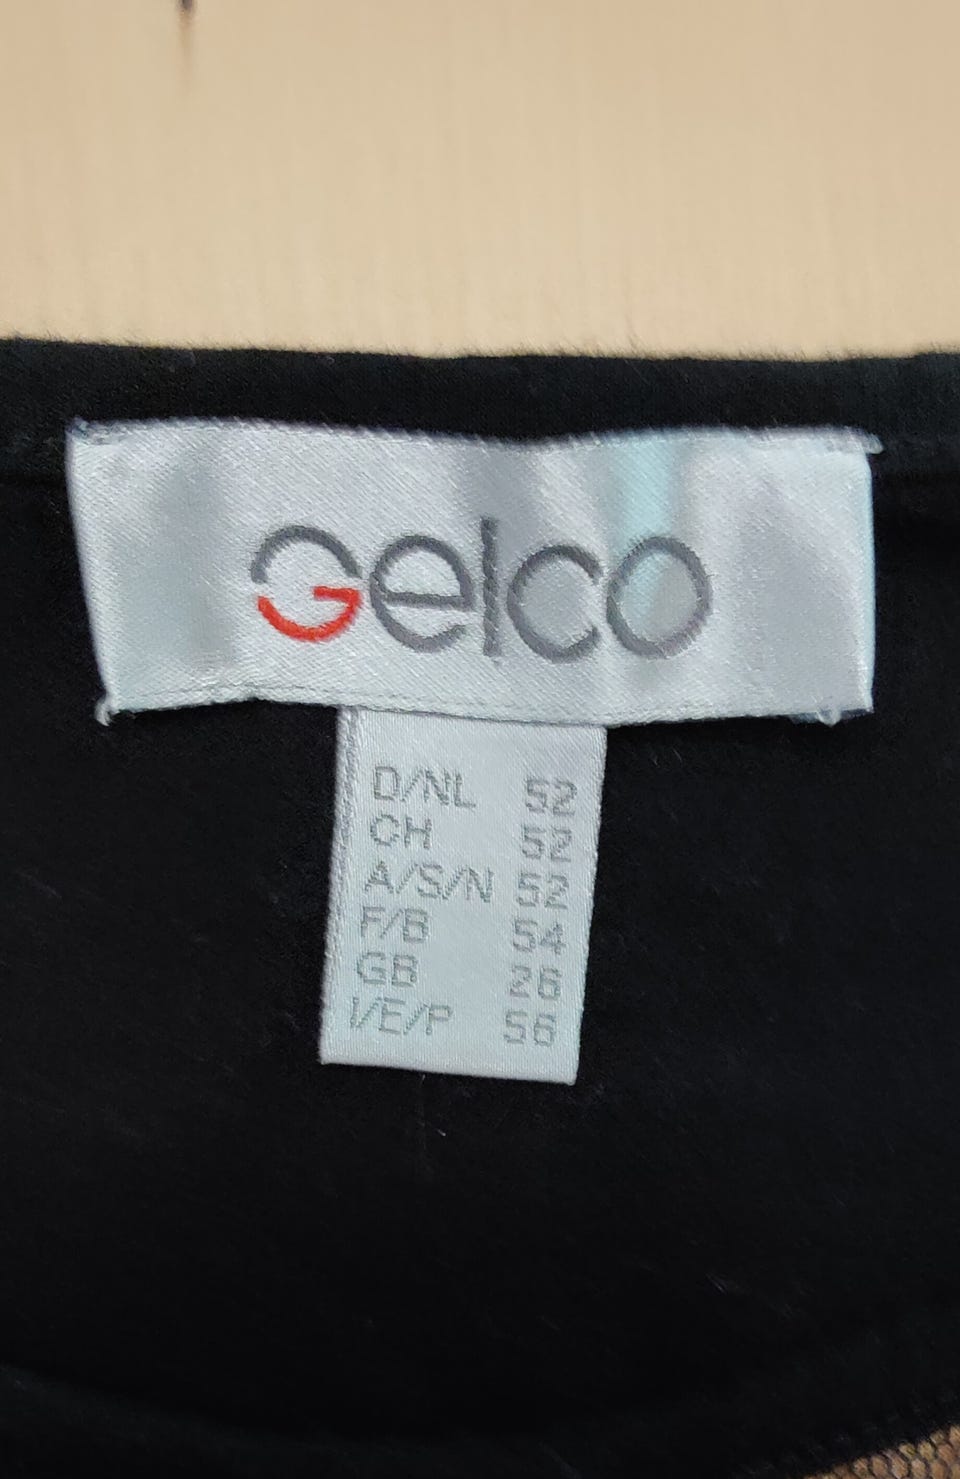 Gelco
D/NL 52
CH 52
A/S/N 52
F/B 54
GB 26
I/E/P 56